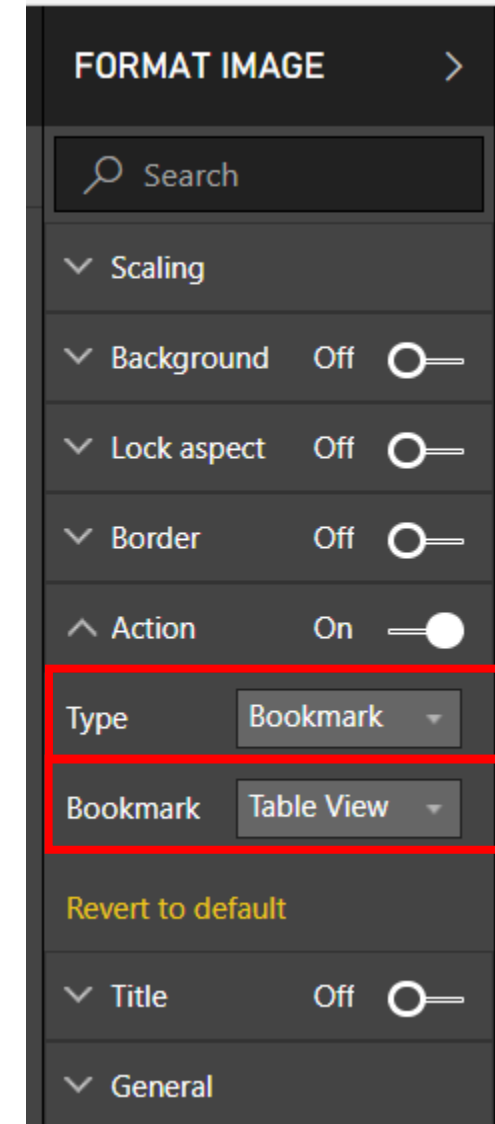 FORMAT IMAGE
Search
Scaling
Background Off
Lock aspect Off
Border Off
Action On
Type Bookmark
Bookmark Table View
Revert to default
Title Off
General